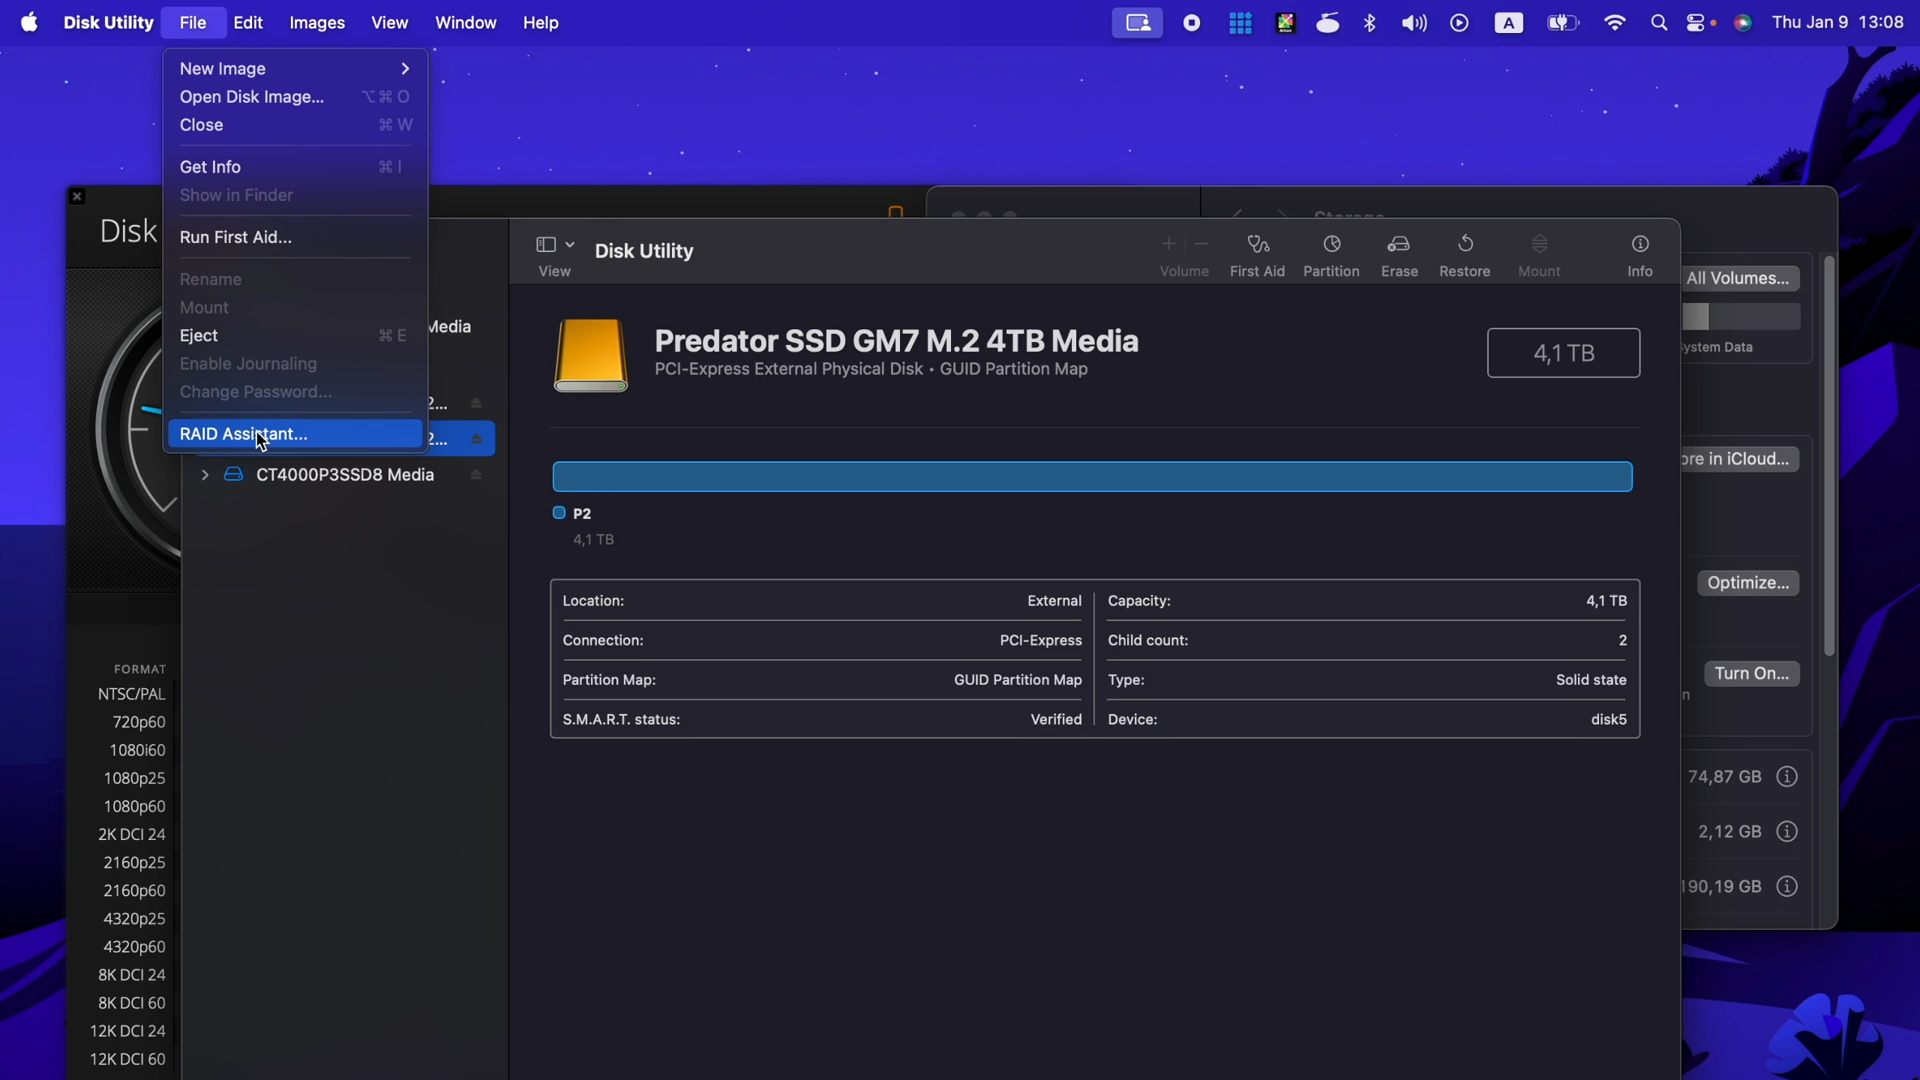 Disk Utility File Edit Images View Window Help A Thu Jan 9 13:08
New Image
Open Disk Image... ⌥⌘O
Close ⌘W
Get Info ⌘I
Show in Finder
Run First Aid...
Rename
Mount
Eject ⌘E
Enable Journaling
Change Password...
RAID Assistant...
Disk
Media
2...
2...
CT4000P3SSD8 Media
FORMAT
NTSC/PAL
720p60
1080i60
1080p25
1080p60
2K DCI 24
2160p25
2160p60
4320p25
4320p60
8K DCI 24
8K DCI 60
12K DCI 24
12K DCI 60
View
Disk Utility
Volume First Aid Partition Erase Restore Mount Info
Predator SSD GM7 M.2 4TB Media
PCI-Express External Physical Disk • GUID Partition Map
4,1 TB
P2
4,1 TB
Location: External
Connection: PCI-Express
Partition Map: GUID Partition Map
S.M.A.R.T. status: Verified
Capacity: 4,1 TB
Child count: 2
Type: Solid state
Device: disk5
Storage
All Volumes...
System Data
ore in iCloud...
Optimize...
Turn On...
n
74,87 GB
2,12 GB
190,19 GB